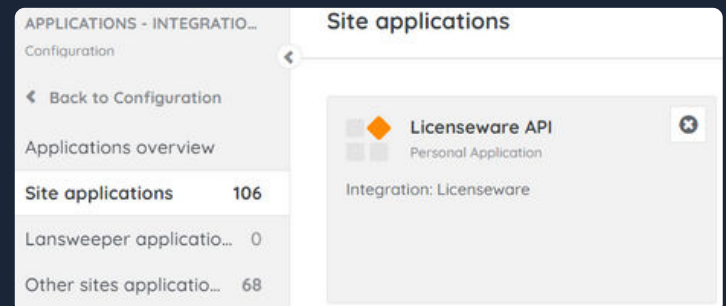 APPLICATIONS - INTEGRATIO...
Configuration
Back to Configuration
Applications overview
Site applications 106
Lansweeper applicatio... 0
Other sites applicatio... 68
Site applications
Licenseware API
Personal Application
Integration: Licenseware